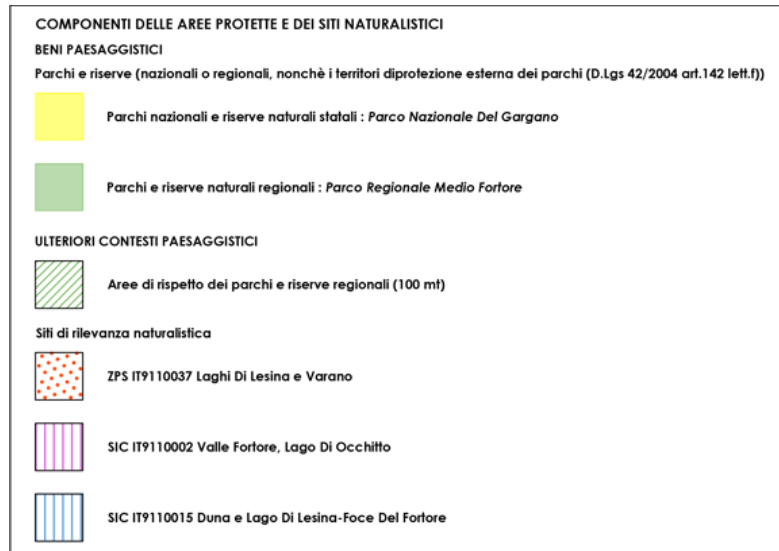 COMPONENTI DELLE AREE PROTETTE E DEI SITI NATURALISTICI
BENI PAESAGGISTICI
Parchi e riserve (nazionali o regionali, nonchè i territori diprotezione esterna dei parchi (D.Lgs 42/2004 art.142 lett.f))
Parchi nazionali e riserve naturali statali : Parco Nazionale Del Gargano
Parchi e riserve naturali regionali : Parco Regionale Medio Fortore
ULTERIORI CONTESTI PAESAGGISTICI
Aree di rispetto dei parchi e riserve regionali (100 mt)
Siti di rilevanza naturalistica
ZPS IT9110037 Laghi Di Lesina e Varano
SIC IT9110002 Valle Fortore, Lago Di Occhitto
SIC IT9110015 Duna e Lago Di Lesina-Foce Del Fortore